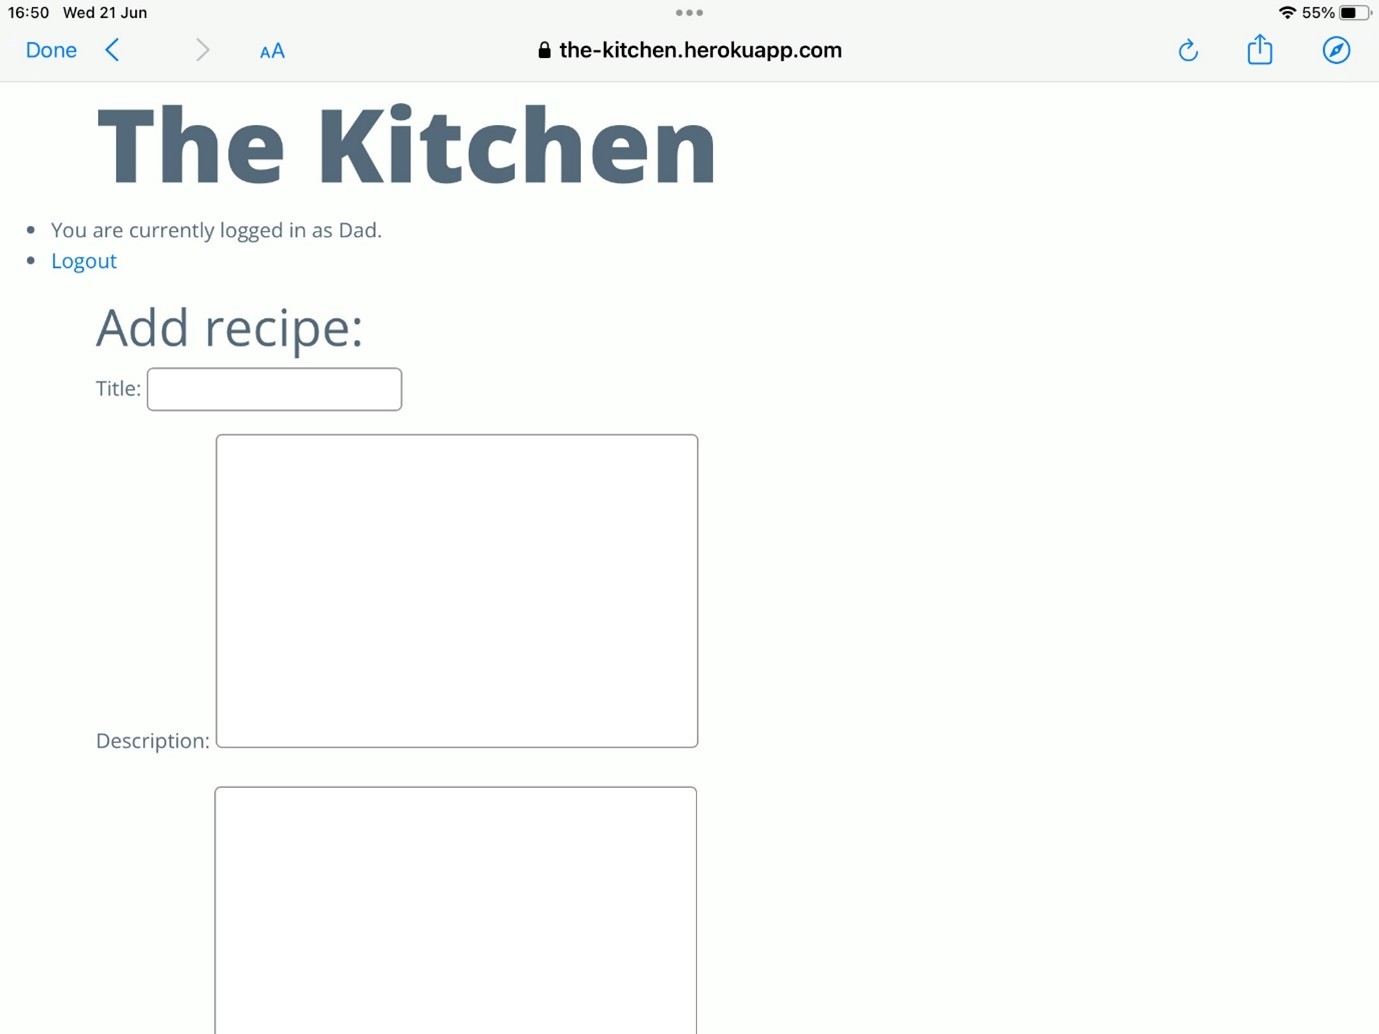 16:50 Wed 21 Jun
55%
Done
AA
the-kitchen.herokuapp.com
The Kitchen
You are currently logged in as Dad.
Logout
Add recipe:
Title:
Description: